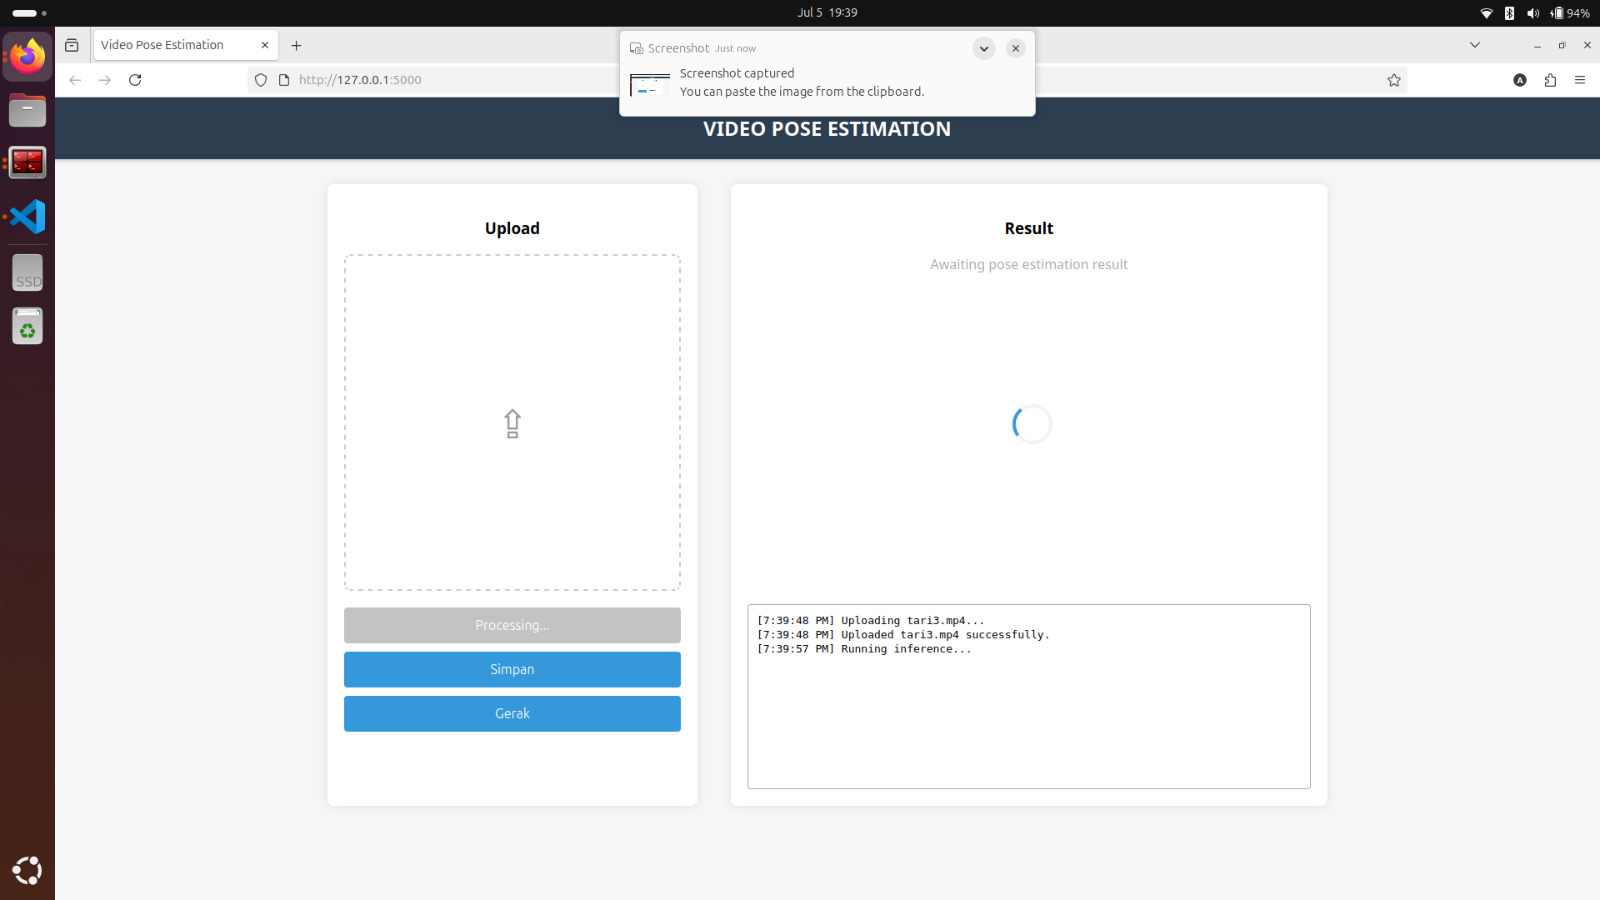 Jul 5 19:39
94%
Video Pose Estimation
http://127.0.0.1:5000
Screenshot Just now
Screenshot captured
You can paste the image from the clipboard.
VIDEO POSE ESTIMATION
Upload
Processing...
Simpan
Gerak
Result
Awaiting pose estimation result
[7:39:48 PM] Uploading tari3.mp4...
[7:39:48 PM] Uploaded tari3.mp4 successfully.
[7:39:57 PM] Running inference...
SSD
A